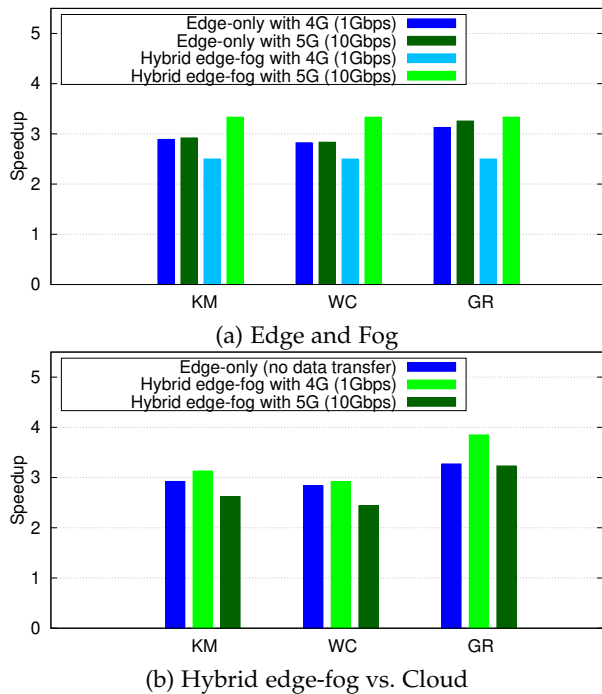 5
4
3
2
1
0
Speedup
Edge-only with 4G (1Gbps)
Edge-only with 5G (10Gbps)
Hybrid edge-fog with 4G (1Gbps)
Hybrid edge-fog with 5G (10Gbps)
KM WC GR
(a) Edge and Fog
5
4
3
2
1
0
Speedup
Edge-only (no data transfer)
Hybrid edge-fog with 4G (1Gbps)
Hybrid edge-fog with 5G (10Gbps)
KM WC GR
(b) Hybrid edge-fog vs. Cloud